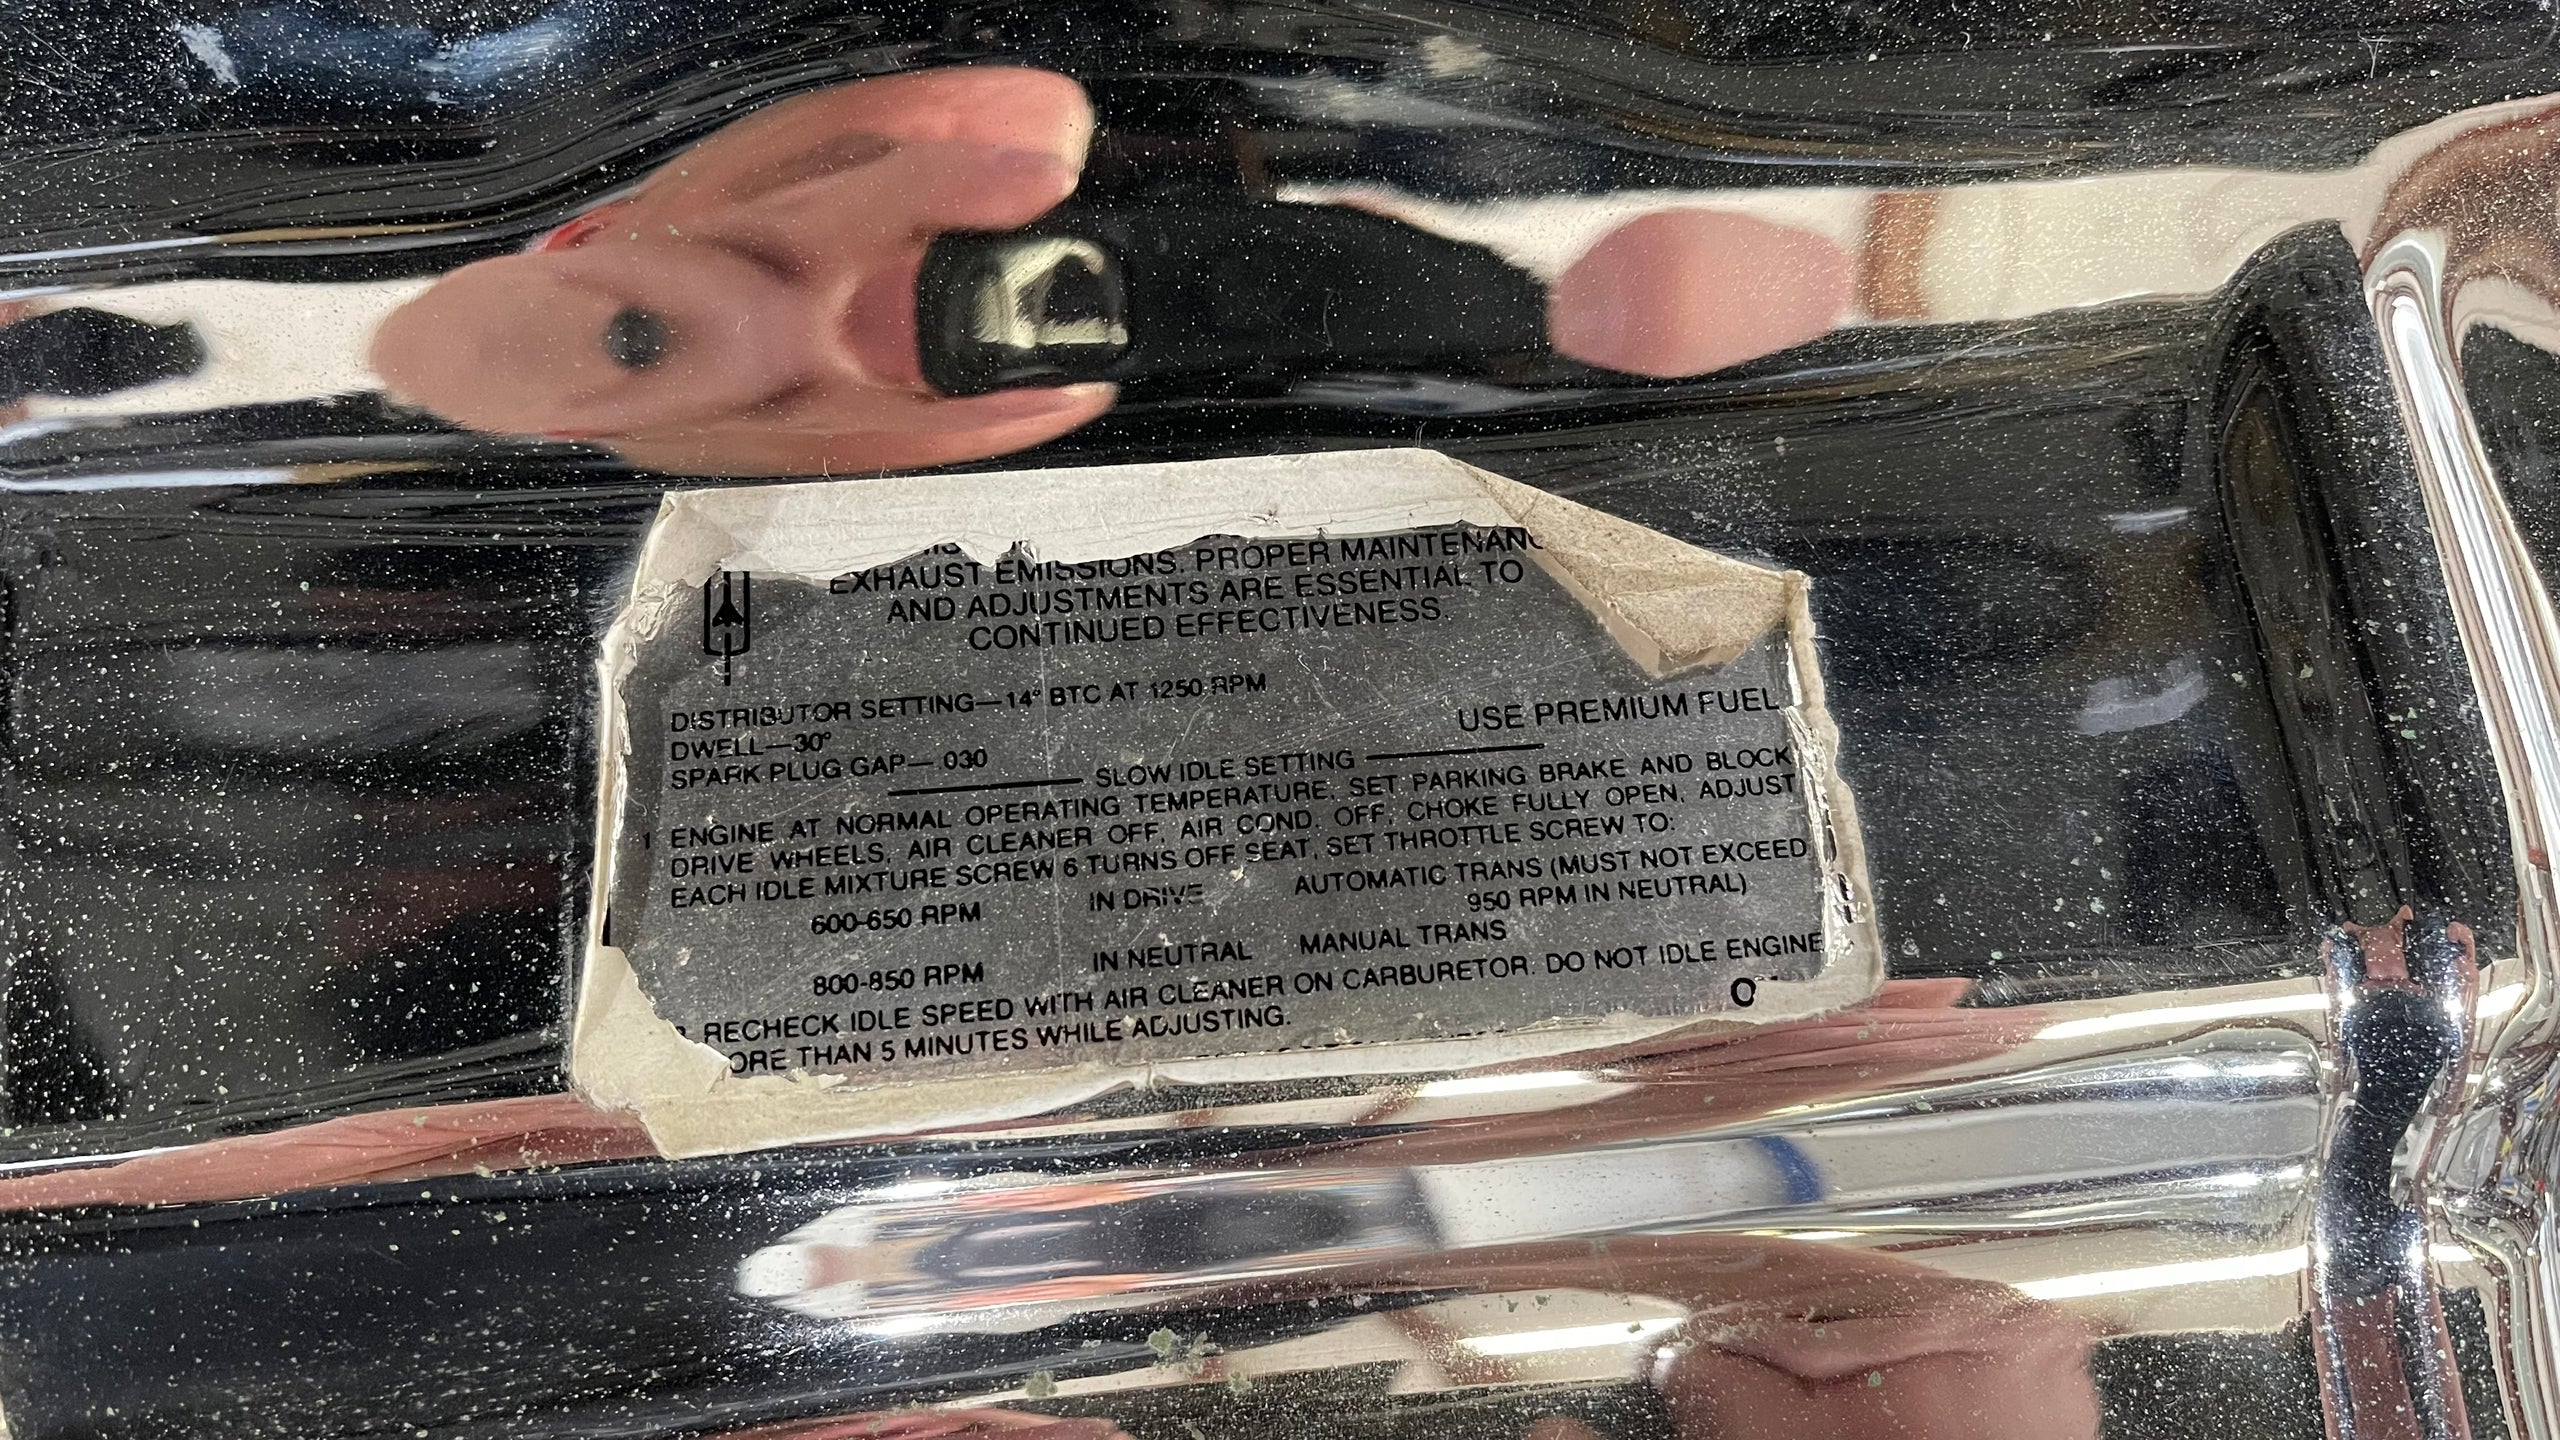 EXHAUST EMISSIONS. PROPER MAINTENANC
AND ADJUSTMENTS ARE ESSENTIAL TO
CONTINUED EFFECTIVENESS.
DISTRIBUTOR SETTING—14° BTC AT 1250 RPM
DWELL—30°
USE PREMIUM FUEL
SPARK PLUG GAP—.030
SLOW IDLE SETTING
1 ENGINE AT NORMAL OPERATING TEMPERATURE, SET PARKING BRAKE AND BLOCK
DRIVE WHEELS, AIR CLEANER OFF, AIR COND. OFF, CHOKE FULLY OPEN, ADJUST
EACH IDLE MIXTURE SCREW 6 TURNS OFF SEAT, SET THROTTLE SCREW TO:
600-650 RPM IN DRIVE AUTOMATIC TRANS (MUST NOT EXCEED
950 RPM IN NEUTRAL)
800-850 RPM IN NEUTRAL MANUAL TRANS
RECHECK IDLE SPEED WITH AIR CLEANER ON CARBURETOR. DO NOT IDLE ENGINE
ORE THAN 5 MINUTES WHILE ADJUSTING.